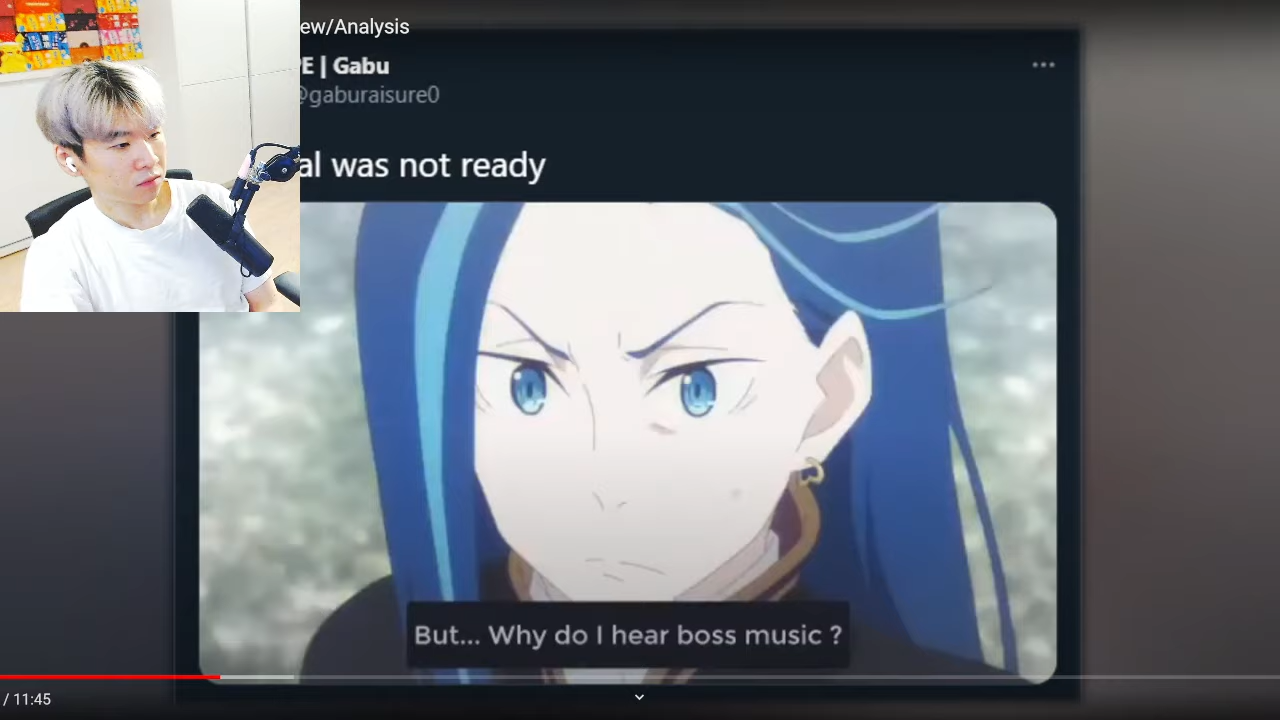 ew/Analysis
E | Gabu
@gaburaisure0
al was not ready
But... Why do I hear boss music ?
/ 11:45